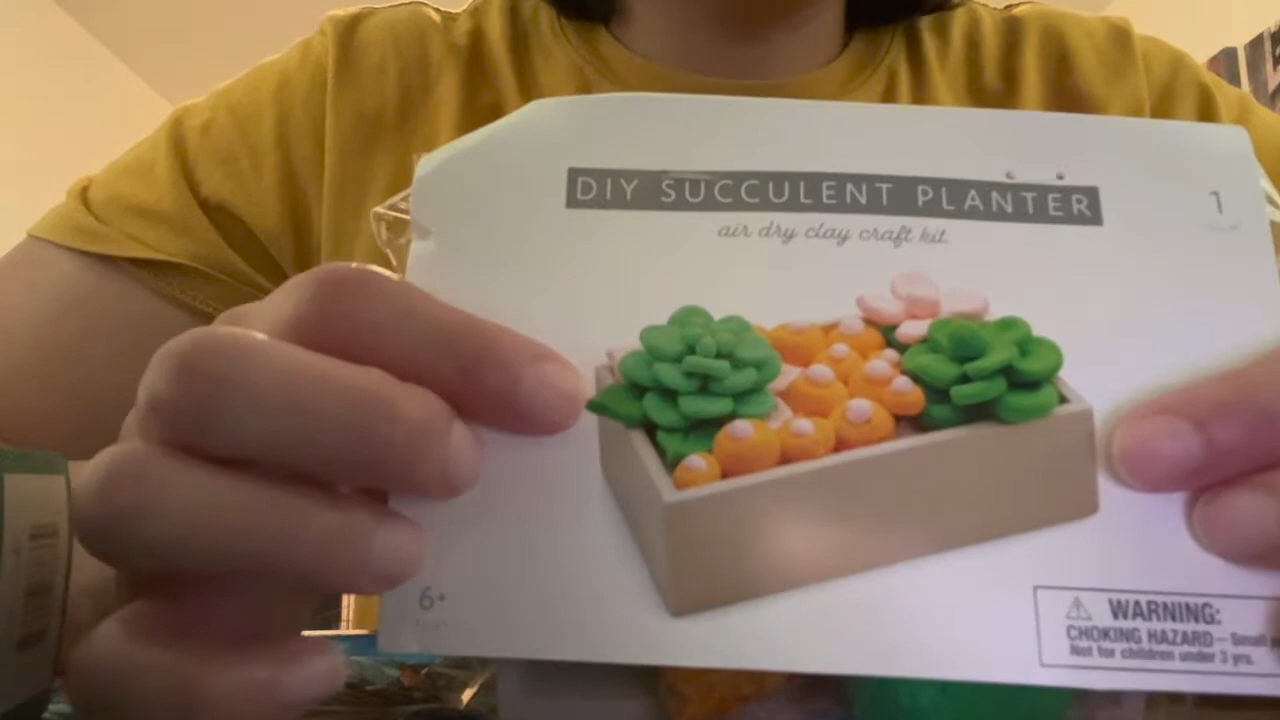 DIY SUCCULENT PLANTER
air dry clay craft kit
1
6+
WARNING:
CHOKING HAZARD—Small
Not for children under 3 yrs.